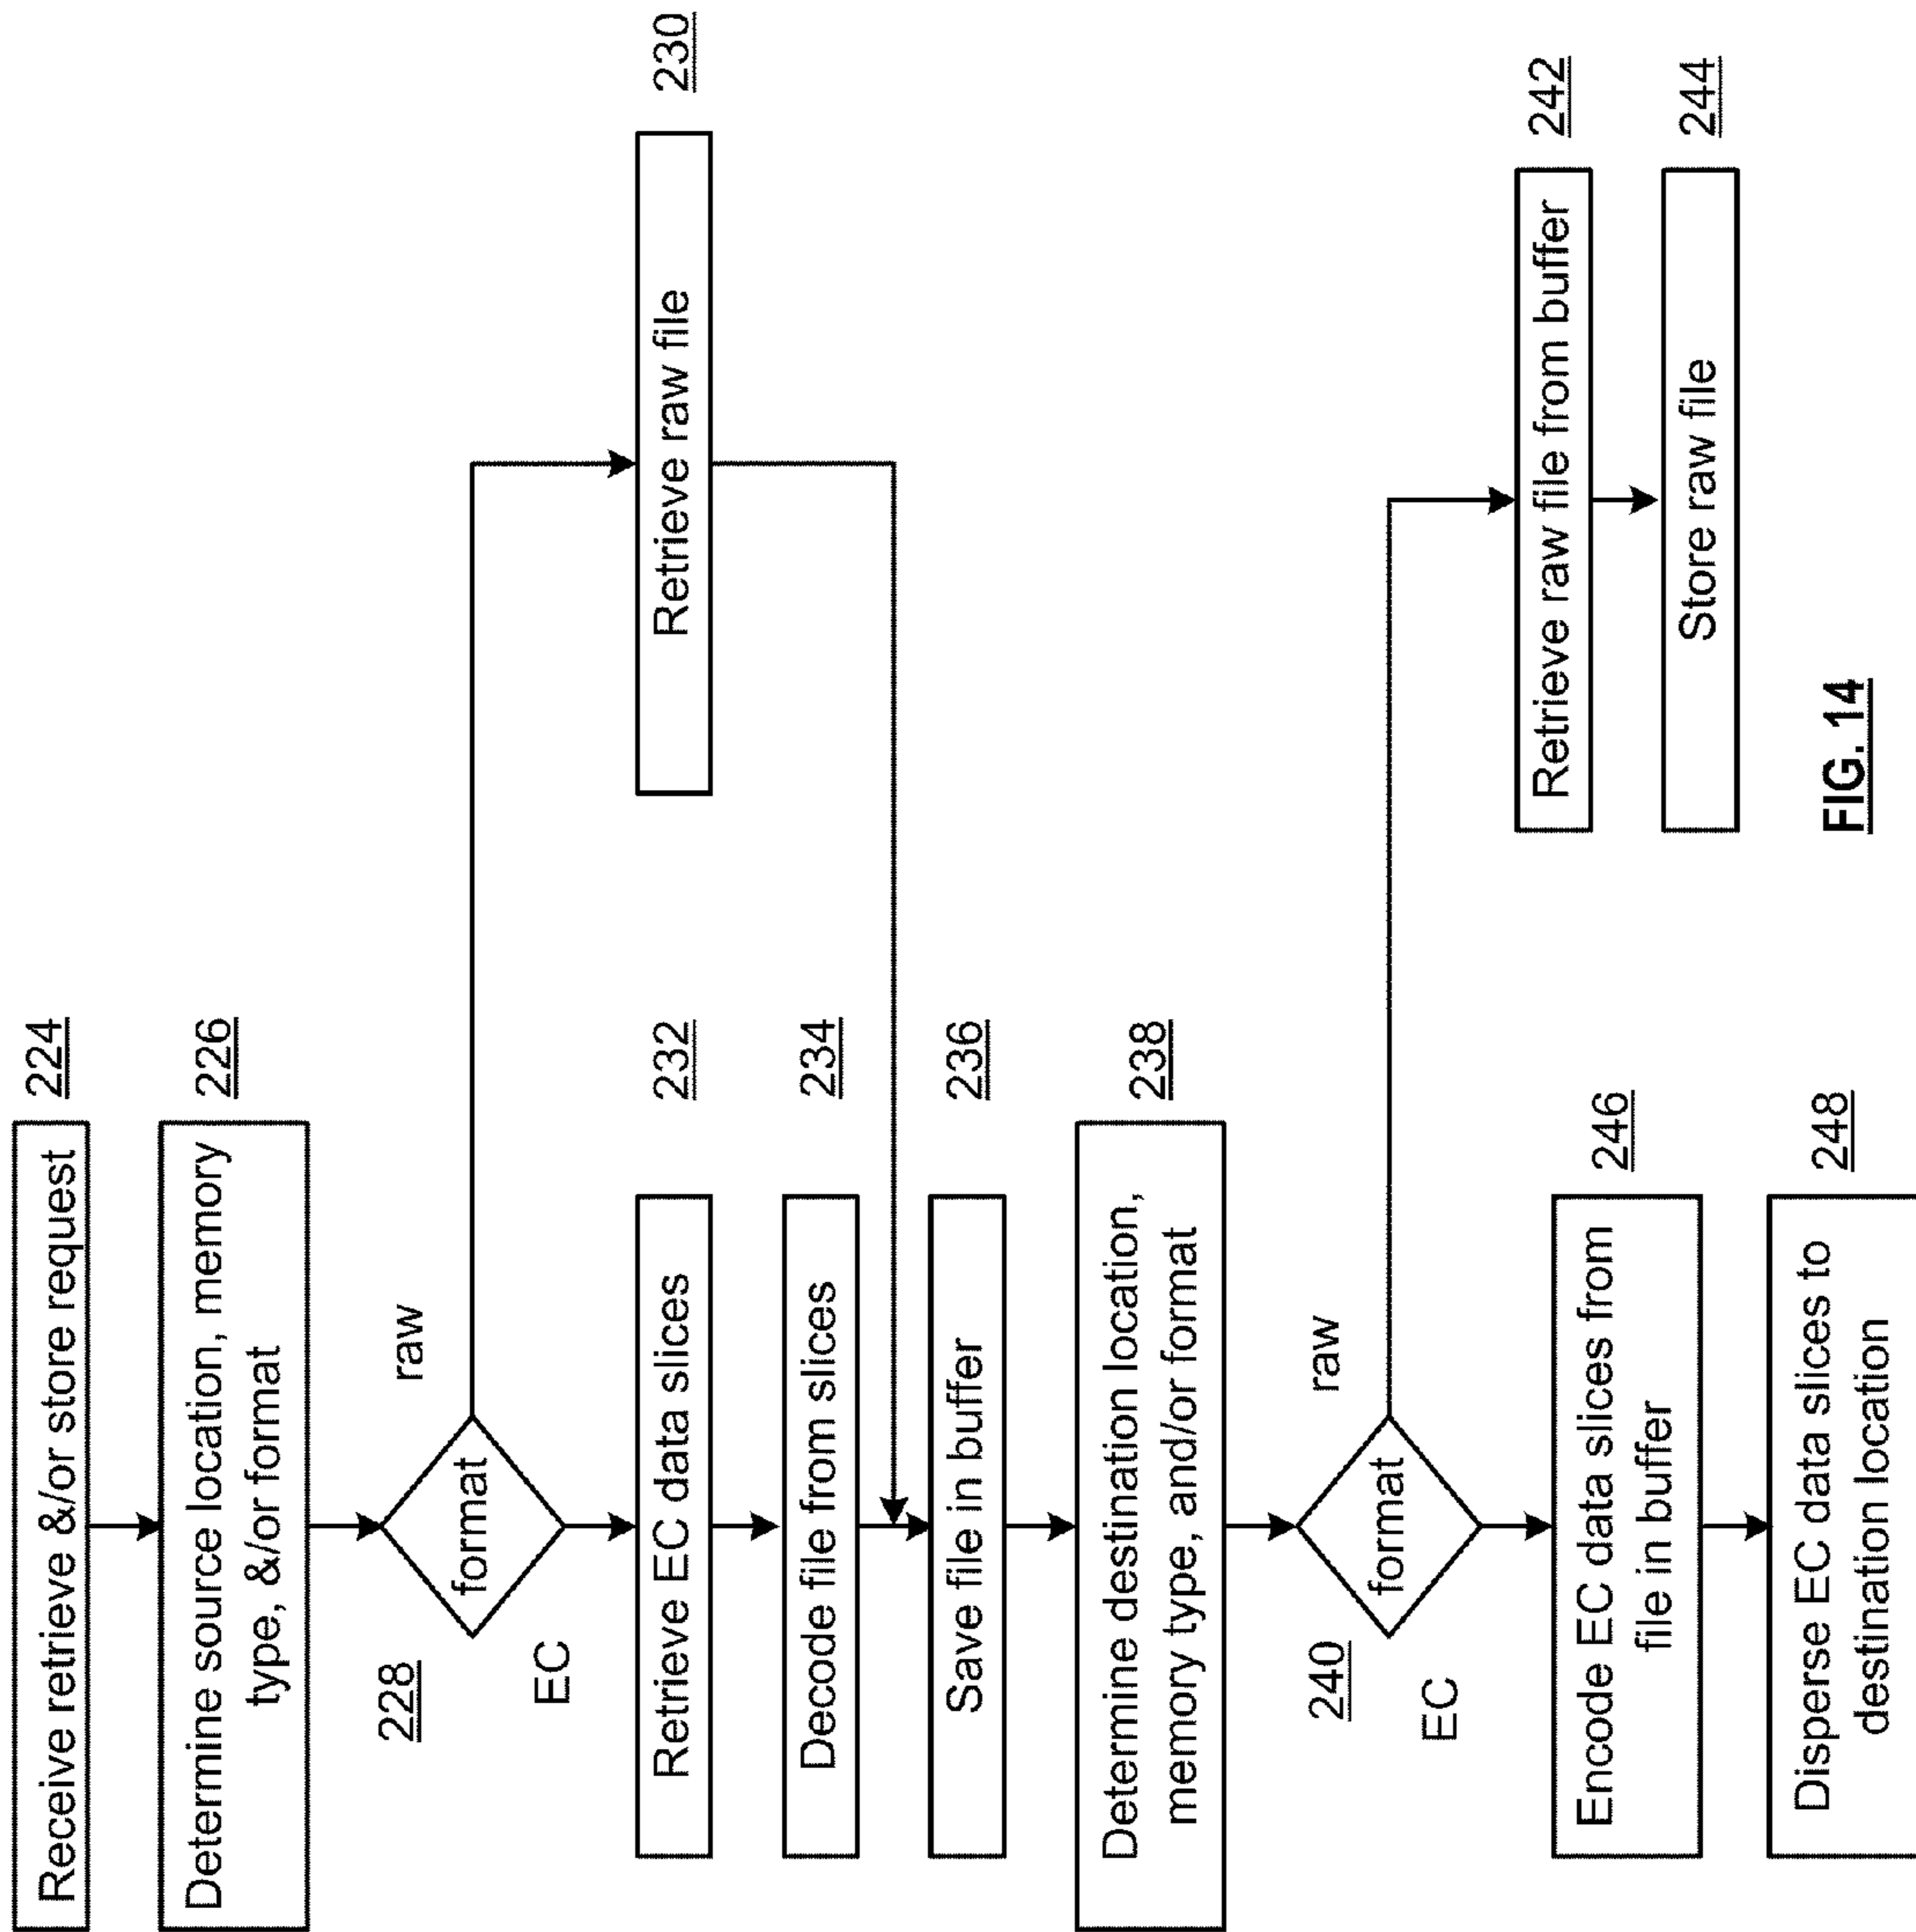 Receive retrieve &/or store request
224
Determine source location, memory
type, &/or format
226
228
format
raw
EC
Retrieve raw file
230
Retrieve EC data slices
232
Decode file from slices
234
Save file in buffer
236
Determine destination location,
memory type, and/or format
238
240
format
raw
EC
Retrieve raw file from buffer
242
Store raw file
244
Encode EC data slices from
file in buffer
246
Disperse EC data slices to
destination location
248
FIG. 14